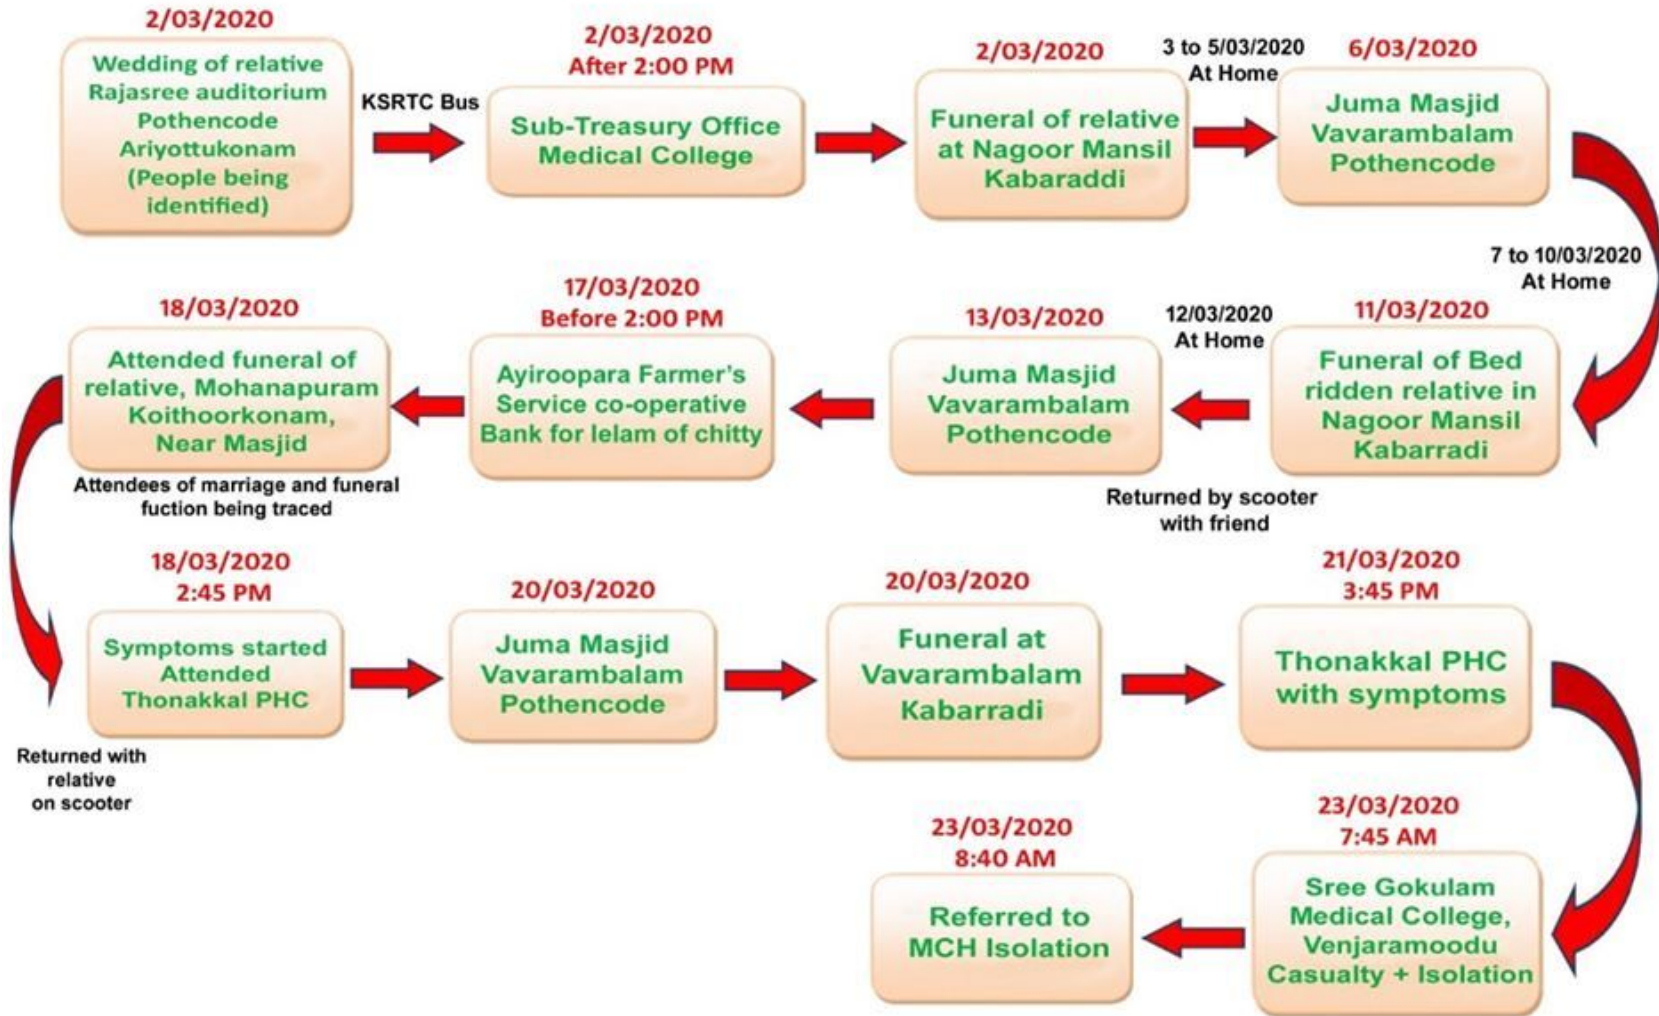 2/03/2020
Wedding of relative
Rajasree auditorium
Pothencode
Ariyottukonam
(People being
identified)
KSRTC Bus
2/03/2020
After 2:00 PM
Sub-Treasury Office
Medical College
2/03/2020
Funeral of relative
at Nagoor Mansil
Kabaraddi
3 to 5/03/2020
At Home
6/03/2020
Juma Masjid
Vavarambalam
Pothencode
7 to 10/03/2020
At Home
11/03/2020
Funeral of Bed
ridden relative in
Nagoor Mansil
Kabarradi
12/03/2020
At Home
13/03/2020
Juma Masjid
Vavarambalam
Pothencode
Returned by scooter
with friend
17/03/2020
Before 2:00 PM
Ayiroopara Farmer’s
Service co-operative
Bank for lelam of chitty
18/03/2020
Attended funeral of
relative, Mohanapuram
Koithoorkonam,
Near Masjid
Attendees of marriage and funeral
fuction being traced
18/03/2020
2:45 PM
Symptoms started
Attended
Thonakkal PHC
Returned with
relative
on scooter
20/03/2020
Juma Masjid
Vavarambalam
Pothencode
20/03/2020
Funeral at
Vavarambalam
Kabarradi
21/03/2020
3:45 PM
Thonakkal PHC
with symptoms
23/03/2020
7:45 AM
Sree Gokulam
Medical College,
Venjaramoodu
Casualty + Isolation
23/03/2020
8:40 AM
Referred to
MCH Isolation